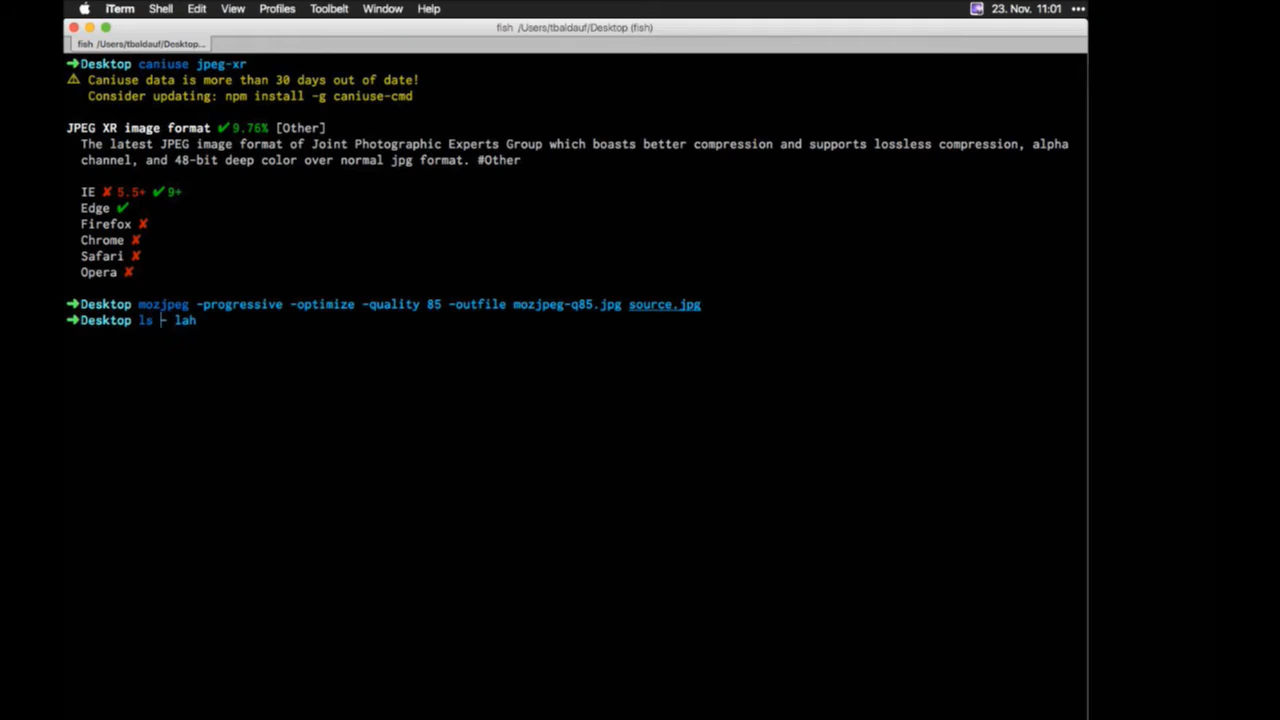 iTerm Shell Edit View Profiles Toolbelt Window Help 23. Nov. 11:01 •••
fish /Users/tbaldauf/Desktop (fish)
fish /Users/tbaldauf/Desktop...
➜Desktop caniuse jpeg-xr
⚠ Caniuse data is more than 30 days out of date!
Consider updating: npm install -g caniuse-cmd
JPEG XR image format ✔9.76% [Other]
The latest JPEG image format of Joint Photographic Experts Group which boasts better compression and supports lossless compression, alpha
channel, and 48-bit deep color over normal jpg format. #Other
IE ✘ 5.5+ ✔9+
Edge ✔
Firefox ✘
Chrome ✘
Safari ✘
Opera ✘
➜Desktop mozjpeg -progressive -optimize -quality 85 -outfile mozjpeg-q85.jpg source.jpg
➜Desktop ls - lah